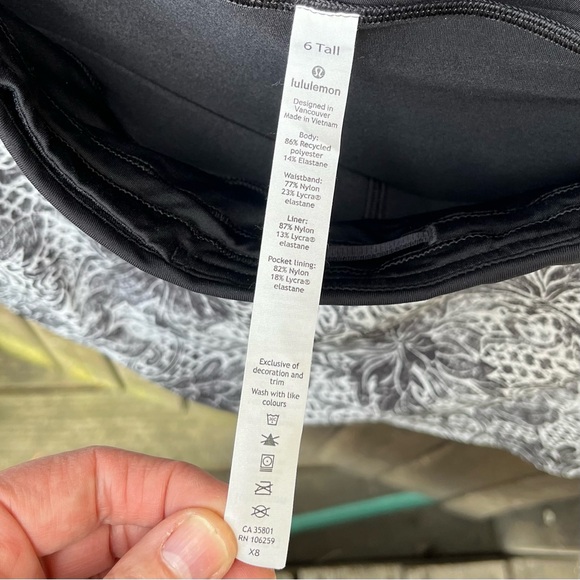 6 Tall
lululemon
Designed in
Vancouver
Made in Vietnam
Body:
86% Recycled
polyester
14% Elastane
Waistband:
77% Nylon
23% Lycra®
elastane
Liner:
87% Nylon
13% Lycra®
elastane
Pocket lining:
82% Nylon
18% Lycra®
elastane
Exclusive of
decoration and
trim
Wash with like
colours
CA 35801
RN 106259
X8